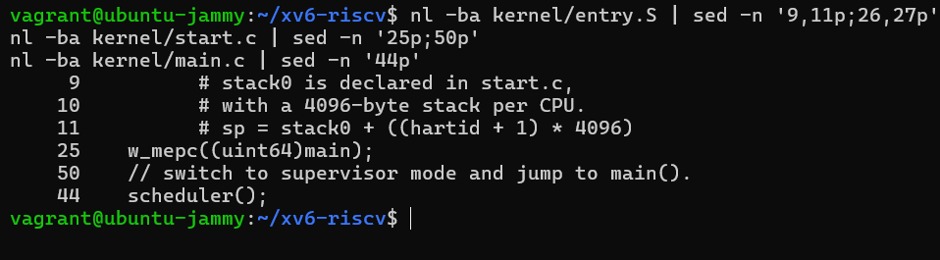 vagrant@ubuntu-jammy:~/xv6-riscv$ nl -ba kernel/entry.S | sed -n '9,11p;26,27p'
nl -ba kernel/start.c | sed -n '25p;50p'
nl -ba kernel/main.c | sed -n '44p'
     9          # stack0 is declared in start.c,
    10          # with a 4096-byte stack per CPU.
    11          # sp = stack0 + ((hartid + 1) * 4096)
    25    w_mepc((uint64)main);
    50    // switch to supervisor mode and jump to main().
    44    scheduler();
vagrant@ubuntu-jammy:~/xv6-riscv$